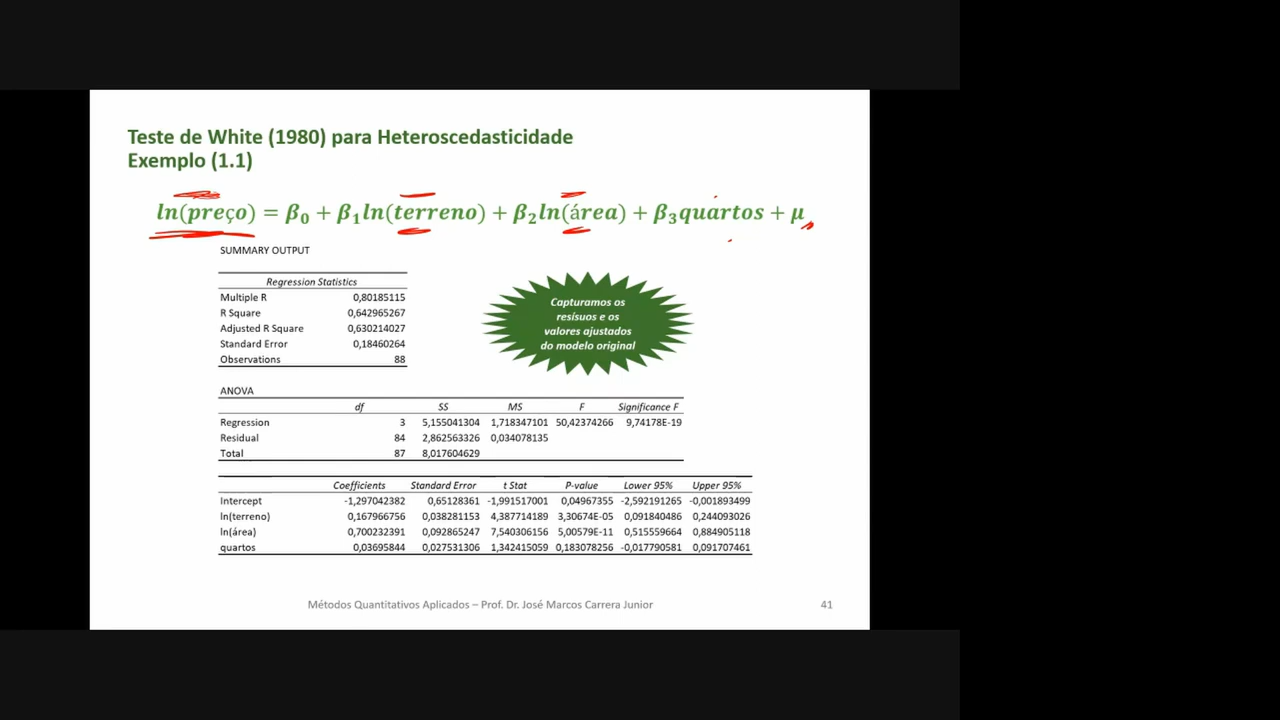 Teste de White (1980) para Heteroscedasticidade
Exemplo (1.1)
ln(preço) = β0 + β1ln(terreno) + β2ln(área) + β3quartos + μ
SUMMARY OUTPUT
Regression Statistics
Multiple R 0,80185115
R Square 0,642965267
Adjusted R Square 0,630214027
Standard Error 0,18460264
Observations 88
Capturamos os
resísuos e os
valores ajustados
do modelo original
ANOVA
df SS MS F Significance F
Regression 3 5,155041304 1,718347101 50,42374266 9,74178E-19
Residual 84 2,862563326 0,034078135
Total 87 8,017604629
Coefficients Standard Error t Stat P-value Lower 95% Upper 95%
Intercept -1,297042382 0,65128361 -1,991517001 0,04967355 -2,592191265 -0,001893499
ln(terreno) 0,167966756 0,038281153 4,387714189 3,30674E-05 0,091840486 0,244093026
ln(área) 0,700232391 0,092865247 7,540306156 5,00579E-11 0,515559664 0,884905118
quartos 0,03695844 0,027531306 1,342415059 0,183078256 -0,017790581 0,091707461
Métodos Quantitativos Aplicados – Prof. Dr. José Marcos Carrera Junior 41